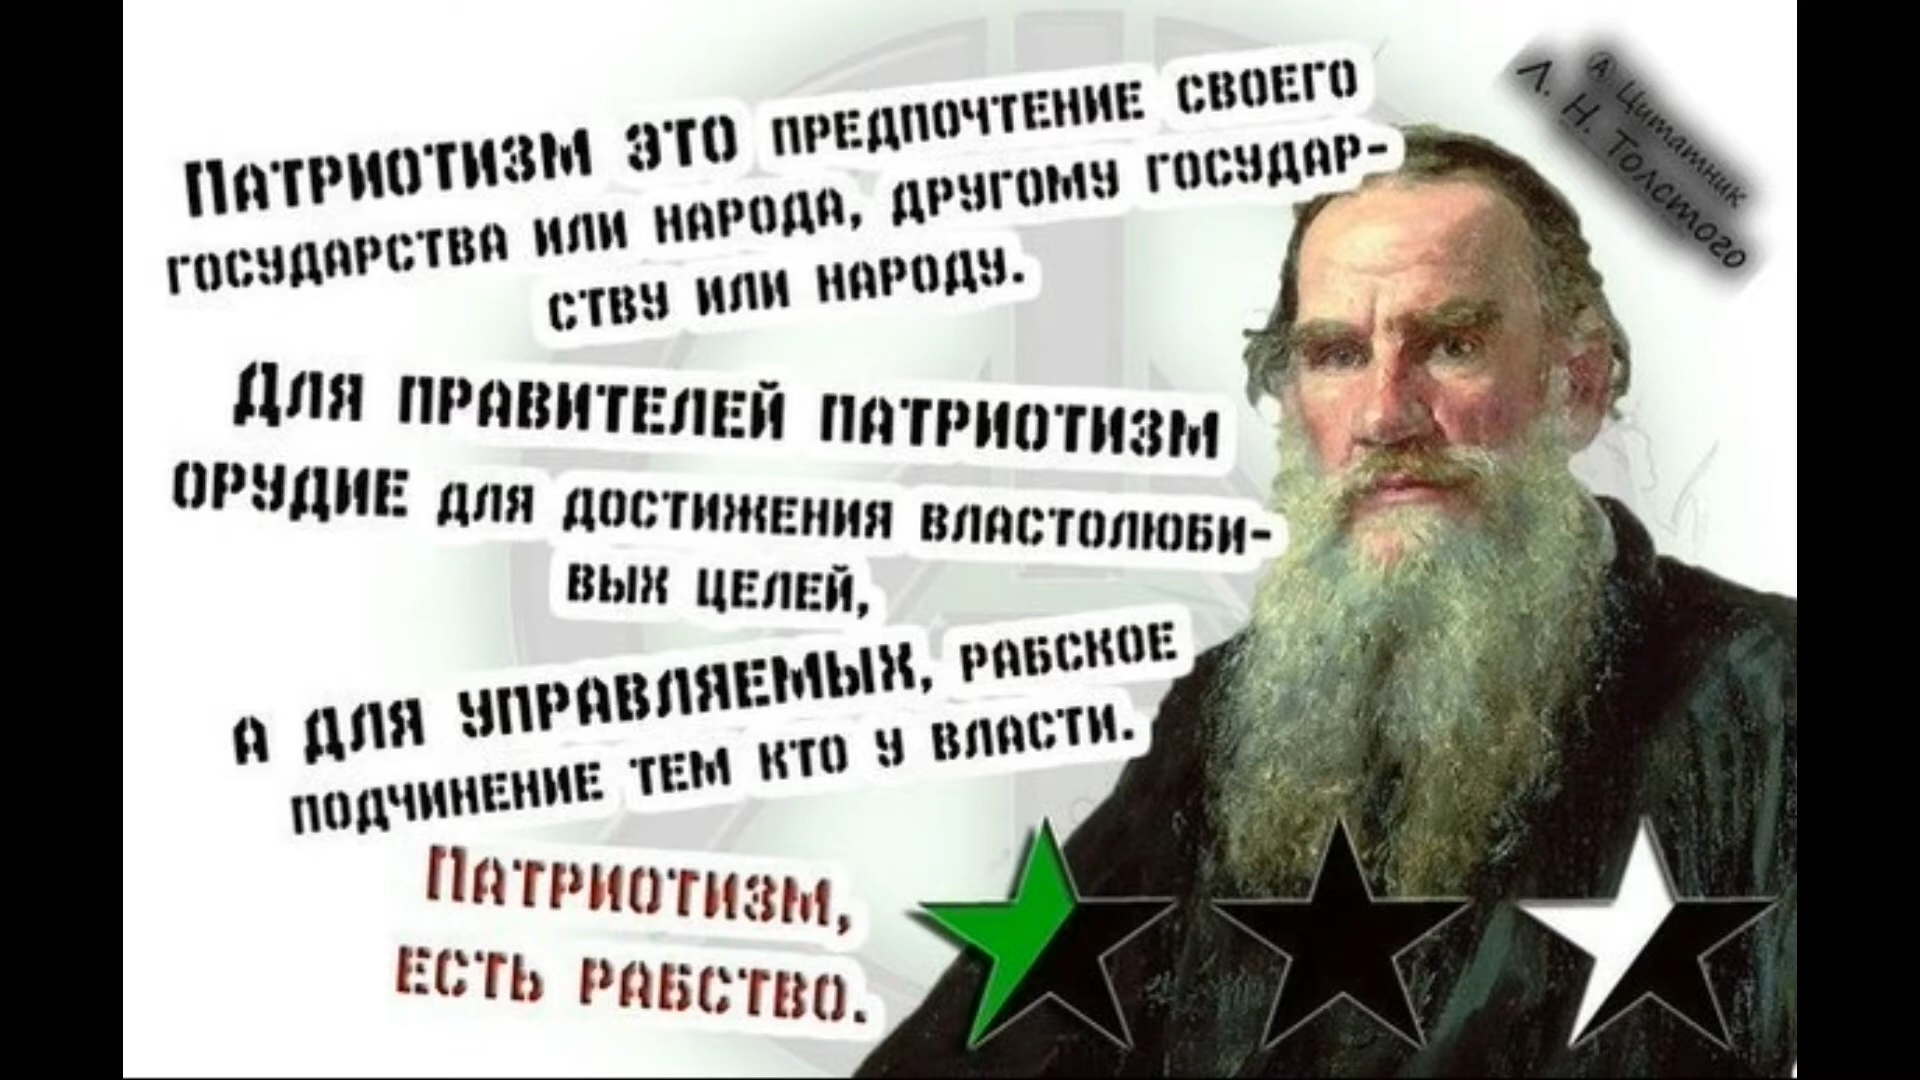 Патриотизм это предпочтение своего
государства или народа, другому государ-
ству или народу.
Для правителей патриотизм
орудие для достижения властолюби-
вых целей,
а для управляемых, рабское
подчинение тем кто у власти.
Патриотизм,
есть рабство.
А. Цитатник
Л. Н. Толстого